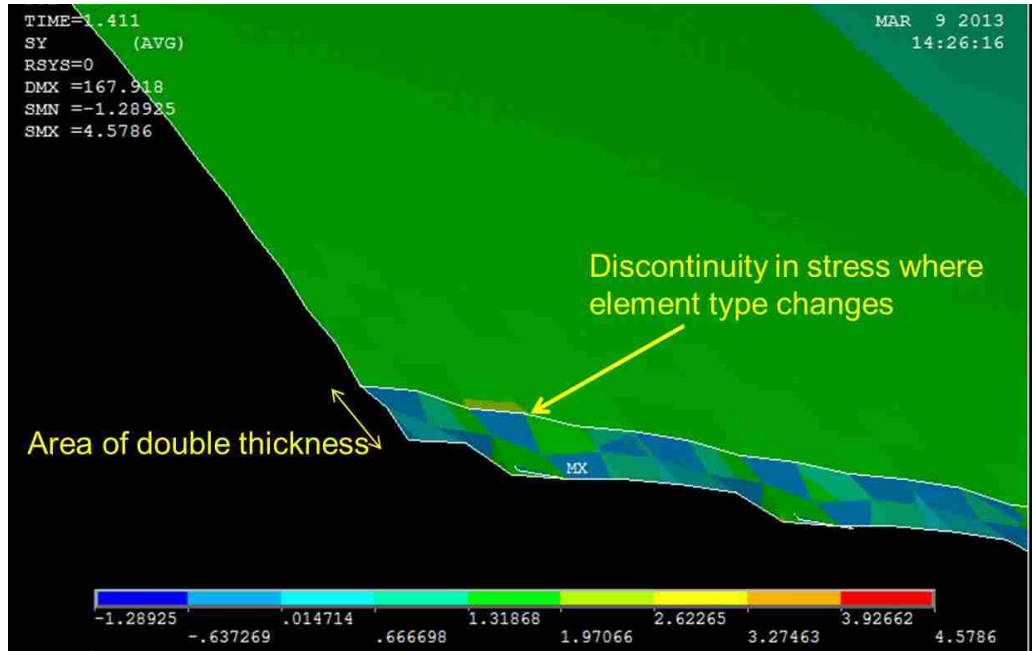 TIME=1.411
SY (AVG)
RSYS=0
DMX =167.918
SMN =-1.28925
SMX =4.5786
MAR 9 2013
14:26:16
Discontinuity in stress where
element type changes
Area of double thickness
MX
-1.28925 .014714 1.31868 2.62265 3.92662
-.637269 .666698 1.97066 3.27463 4.5786